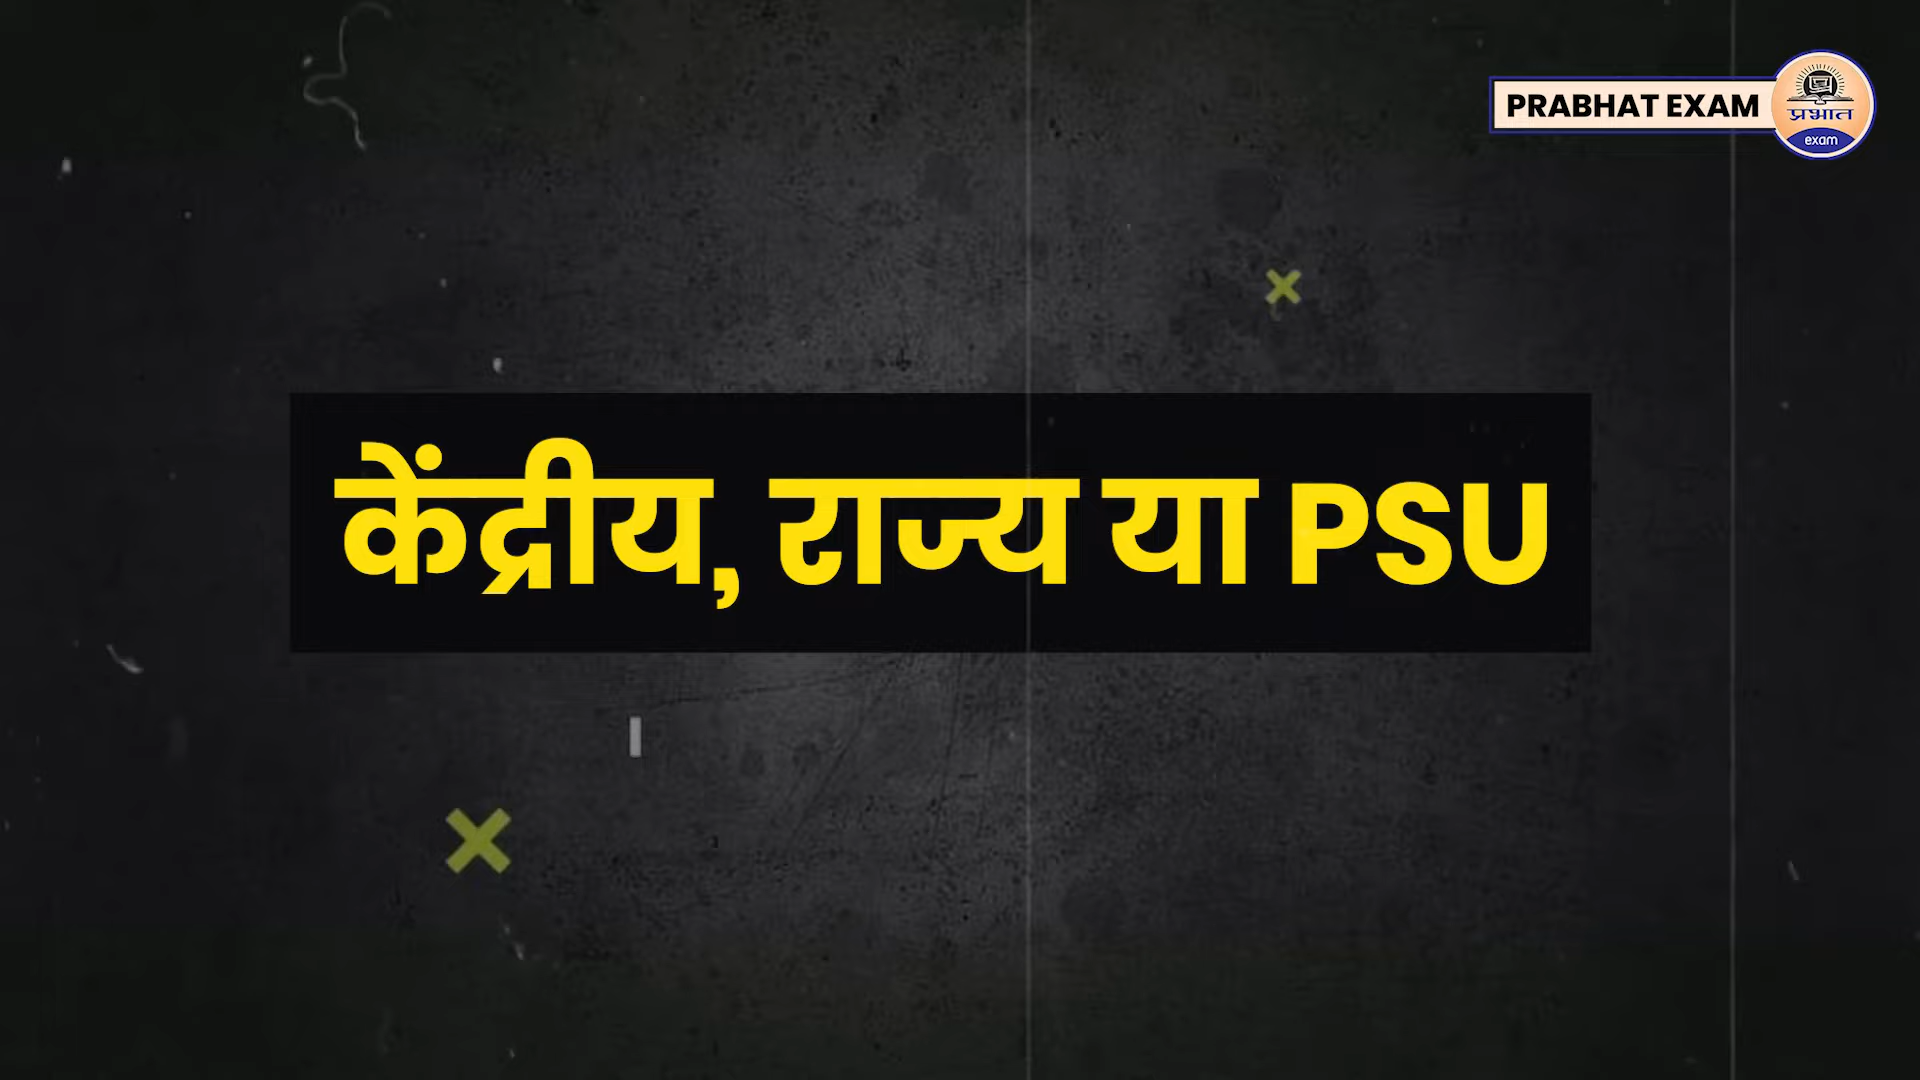 PRABHAT EXAM
प्रभात
exam
केंद्रीय, राज्य या PSU